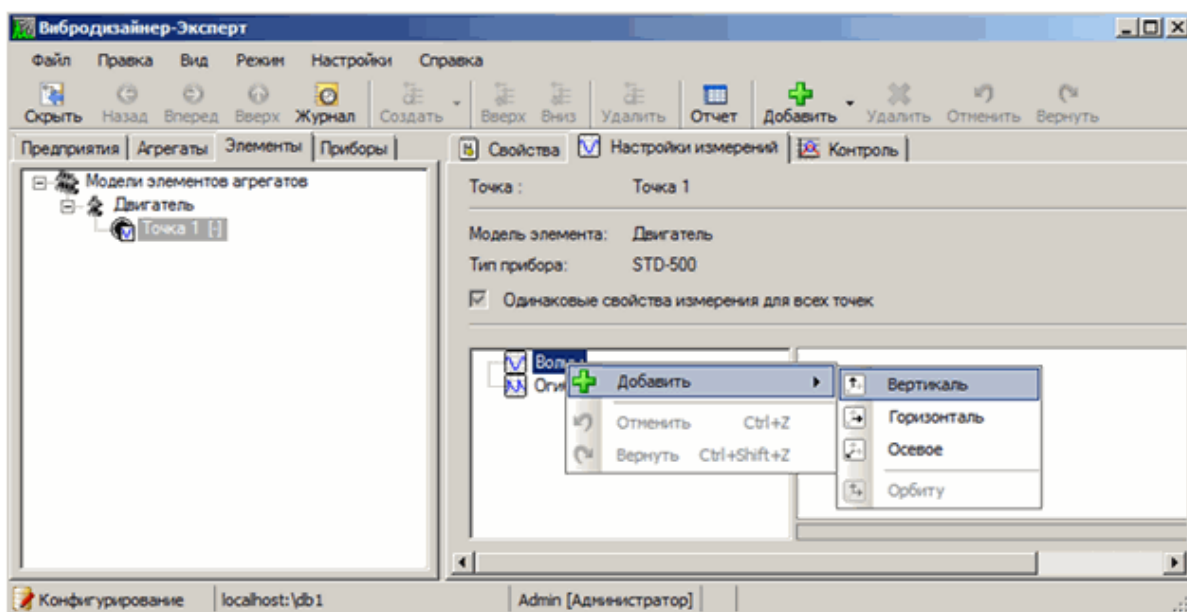 Вибродизайнер-Эксперт
Файл Правка Вид Режим Настройки Справка
Скрыть Назад Вперед Вверх Журнал Создать Вверх Вниз Удалить Отчет Добавить Удалить Отменить Вернуть
Предприятия Агрегаты Элементы Приборы
Свойства Настройки измерений Контроль
Модели элементов агрегатов
Двигатель
Точка 1 [-]
Точка : Точка 1
Модель элемента: Двигатель
Тип прибора: STD-500
Одинаковые свойства измерения для всех точек
Добавить
Отменить Ctrl+Z
Вернуть Ctrl+Shift+Z
Вертикаль
Горизонталь
Осевое
Орбиту
Конфигурирование localhost:\db1 Admin [Администратор]